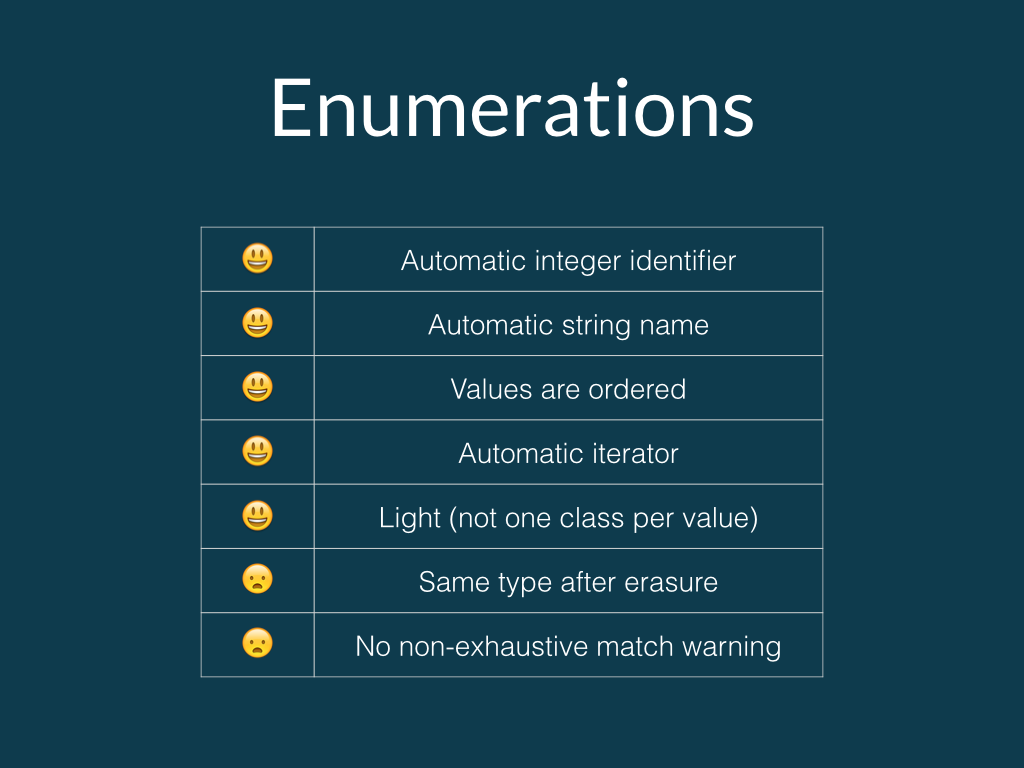 Enumerations
😃 Automatic integer identifier
😃 Automatic string name
😃 Values are ordered
😃 Automatic iterator
😃 Light (not one class per value)
😦 Same type after erasure
😦 No non-exhaustive match warning